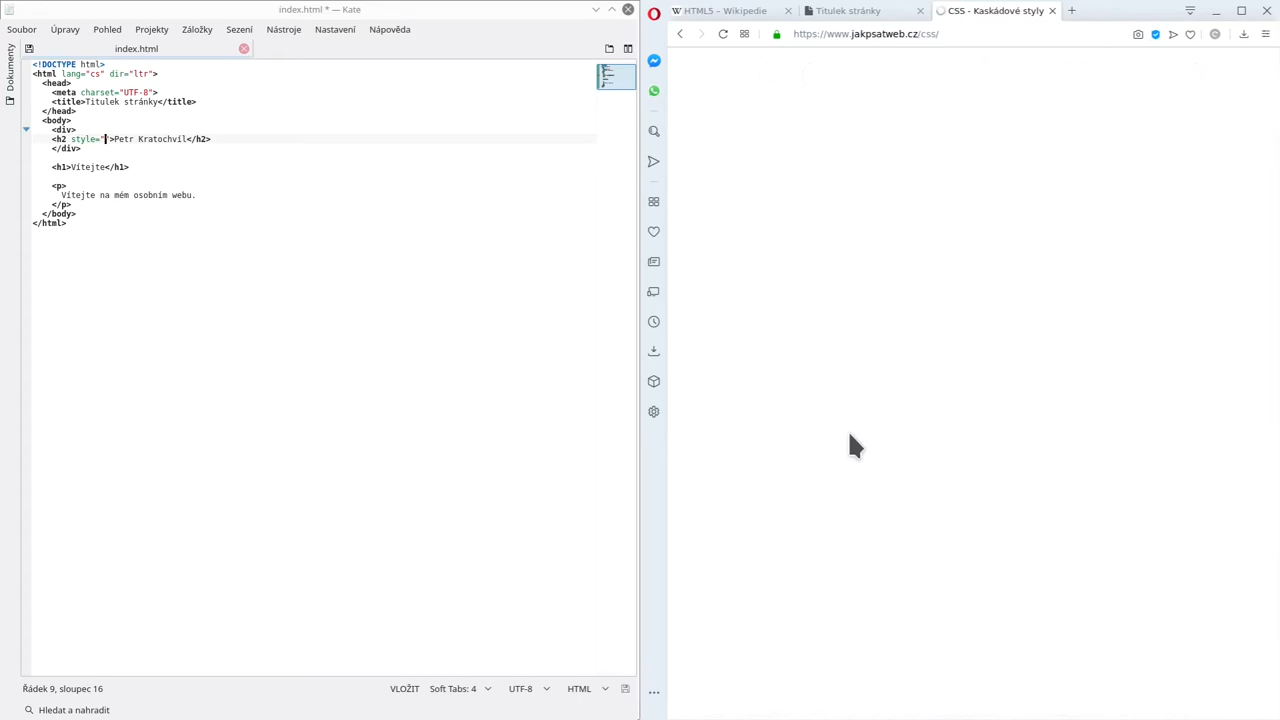 index.html * — Kate
Soubor Úpravy Pohled Projekty Záložky Sezení Nástroje Nastavení Nápověda
index.html
Dokumenty
<!DOCTYPE html>
<html lang="cs" dir="ltr">
<head>
<meta charset="UTF-8">
<title>Titulek stránky</title>
</head>
<body>
<div>
<h2 style="">Petr Kratochvíl</h2>
</div>
<h1>Vítejte</h1>
<p>
Vítejte na mém osobním webu.
</p>
</body>
</html>
Řádek 9, sloupec 16 VLOŽIT Soft Tabs: 4 UTF-8 HTML
Hledat a nahradit
W HTML5 – Wikipedie Titulek stránky CSS - Kaskádové styly
https://www.jakpsatweb.cz/css/